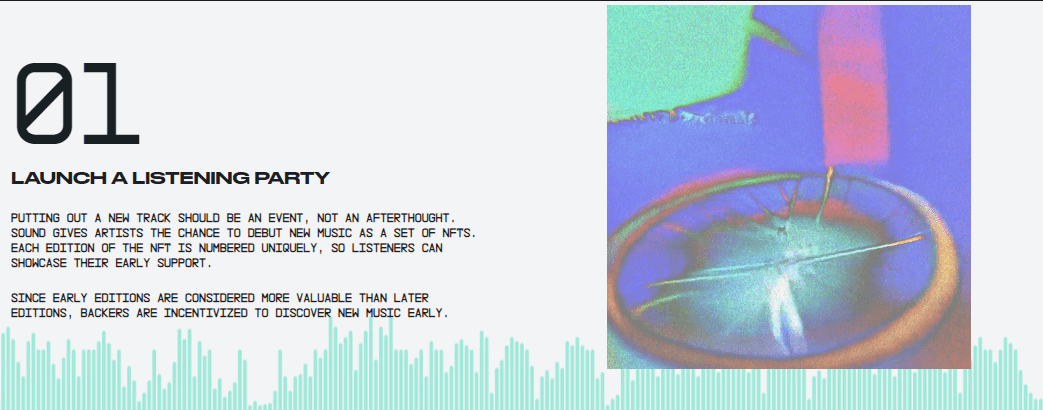 01
LAUNCH A LISTENING PARTY
PUTTING OUT A NEW TRACK SHOULD BE AN EVENT, NOT AN AFTERTHOUGHT.
SOUND GIVES ARTISTS THE CHANCE TO DEBUT NEW MUSIC AS A SET OF NFTS.
EACH EDITION OF THE NFT IS NUMBERED UNIQUELY, SO LISTENERS CAN
SHOWCASE THEIR EARLY SUPPORT.
SINCE EARLY EDITIONS ARE CONSIDERED MORE VALUABLE THAN LATER
EDITIONS, BACKERS ARE INCENTIVIZED TO DISCOVER NEW MUSIC EARLY.